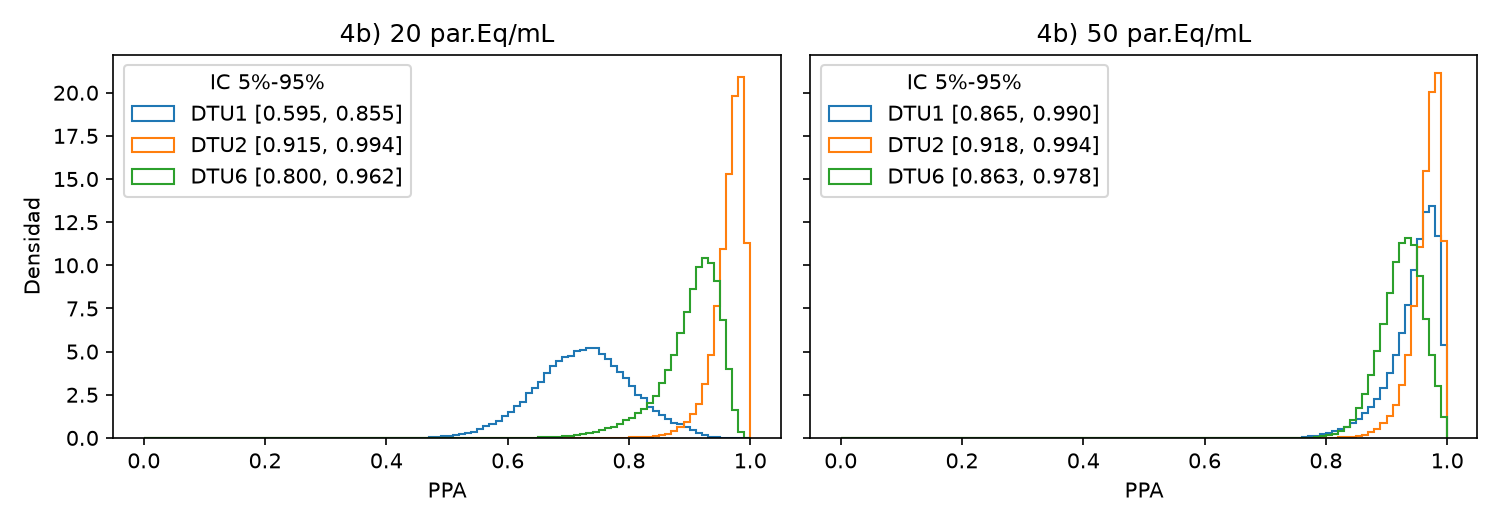 4b) 20 par.Eq/mL
IC 5%-95%
DTU1 [0.595, 0.855]
DTU2 [0.915, 0.994]
DTU6 [0.800, 0.962]
Densidad
20.0
17.5
15.0
12.5
10.0
7.5
5.0
2.5
0.0
0.0 0.2 0.4 0.6 0.8 1.0
PPA
4b) 50 par.Eq/mL
IC 5%-95%
DTU1 [0.865, 0.990]
DTU2 [0.918, 0.994]
DTU6 [0.863, 0.978]
0.0 0.2 0.4 0.6 0.8 1.0
PPA